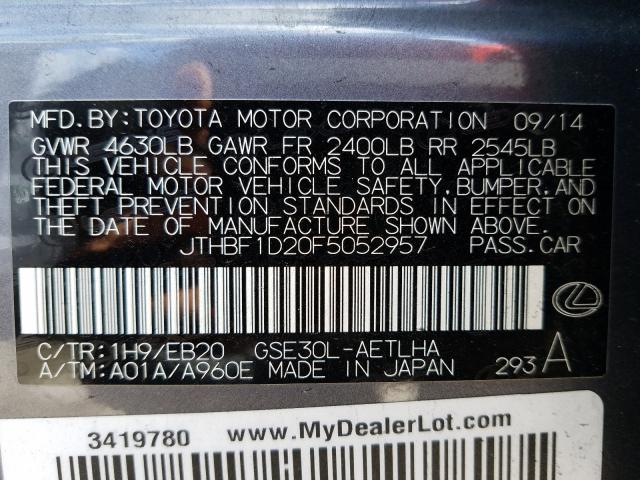 MFD. BY: TOYOTA MOTOR CORPORATION 09/14
GVWR 4630LB GAWR FR 2400LB RR 2545LB
THIS VEHICLE CONFORMS TO ALL APPLICABLE
FEDERAL MOTOR VEHICLE SAFETY, BUMPER, AND
THEFT PREVENTION STANDARDS IN EFFECT ON
THE DATE OF MANUFACTURE SHOWN ABOVE.
JTHBF1D20F5052957 PASS. CAR
C/TR: 1H9/EB20 GSE30L-AETLHA
A/TM: A01A/A960E MADE IN JAPAN 293 A
3419780 www.MyDealerLot.com